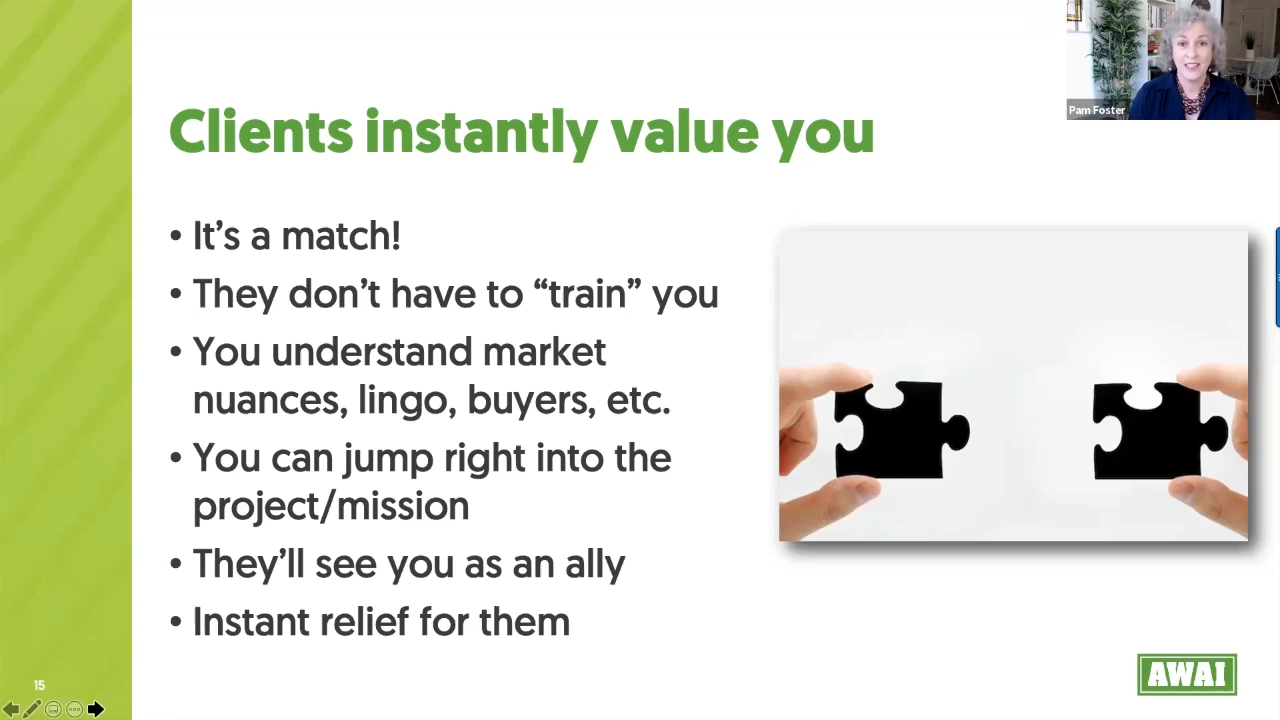 Pam Foster
Clients instantly value you
• It’s a match!
• They don’t have to “train” you
• You understand market
nuances, lingo, buyers, etc.
• You can jump right into the
project/mission
• They’ll see you as an ally
• Instant relief for them
AWAI
15